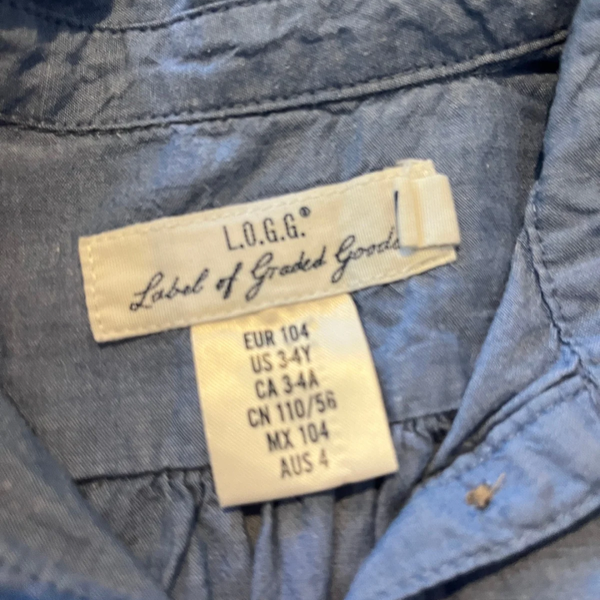 L.O.G.G.®
Label of Graded Goods
EUR 104
US 3-4Y
CA 3-4A
CN 110/56
MX 104
AUS 4